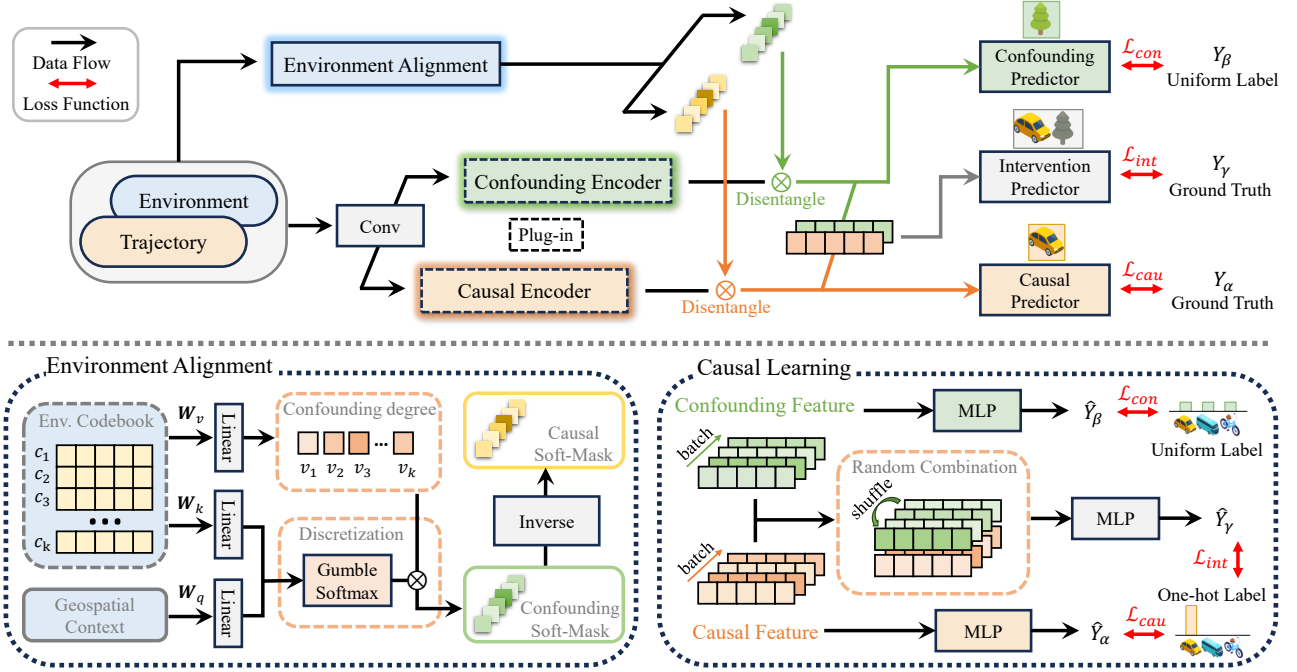 Data Flow
Loss Function
Environment Alignment
Environment
Trajectory
Conv
Confounding Encoder
Plug-in
Causal Encoder
Disentangle
Disentangle
Confounding
Predictor
Intervention
Predictor
Causal
Predictor
ℒcon
ℒint
ℒcau
Yβ
Uniform Label
Yγ
Ground Truth
Yα
Ground Truth
Environment Alignment
Env. Codebook
c1
c2
c3
•••
ck
Geospatial
Context
Wv
Wk
Wq
Linear
Linear
Linear
Confounding degree
v1 v2 v3 ... vk
Discretization
Gumble
Softmax
Causal
Soft-Mask
Inverse
Confounding
Soft-Mask
Causal Learning
Confounding Feature
batch
batch
Causal Feature
Random Combination
shuffle
MLP
MLP
MLP
Ŷβ
ℒcon
Uniform Label
Ŷγ
ℒint
One-hot Label
Ŷα
ℒcau